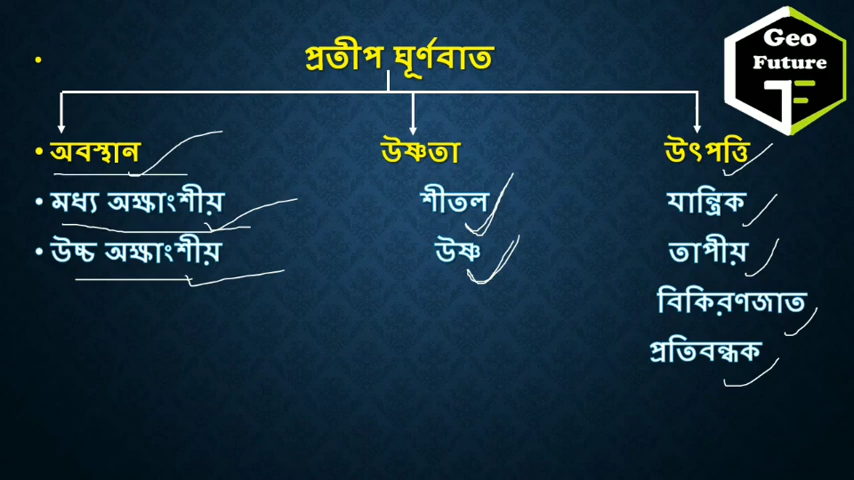 প্রতীপ ঘূর্ণবাত
Geo
Future
অবস্থান উষ্ণতা উৎপত্তি
মধ্য অক্ষাংশীয় শীতল যান্ত্রিক
উচ্চ অক্ষাংশীয় উষ্ণ তাপীয়
বিকিরণজাত
প্রতিবন্ধক